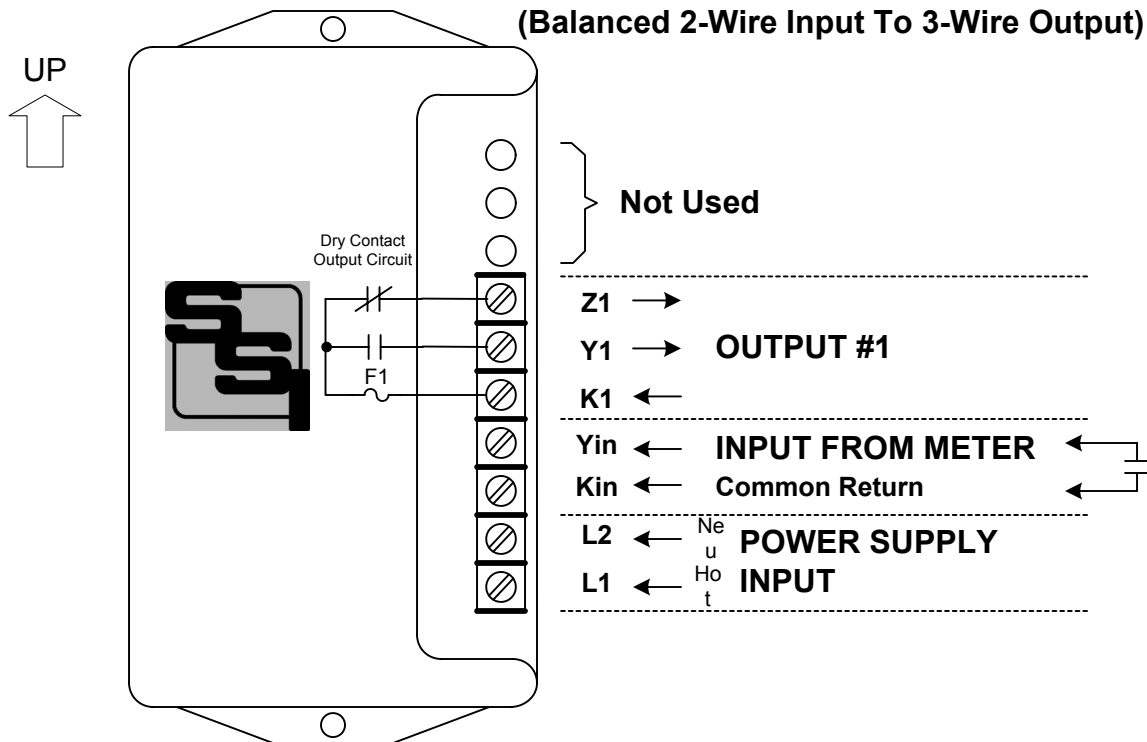 (Balanced 2-Wire Input To 3-Wire Output)
UP
Not Used
Dry Contact
Output Circuit
SSI
Z1
Y1
OUTPUT #1
F1
K1
Yin
INPUT FROM METER
Kin
Common Return
L2
Ne
u
POWER SUPPLY
L1
Ho
t
INPUT